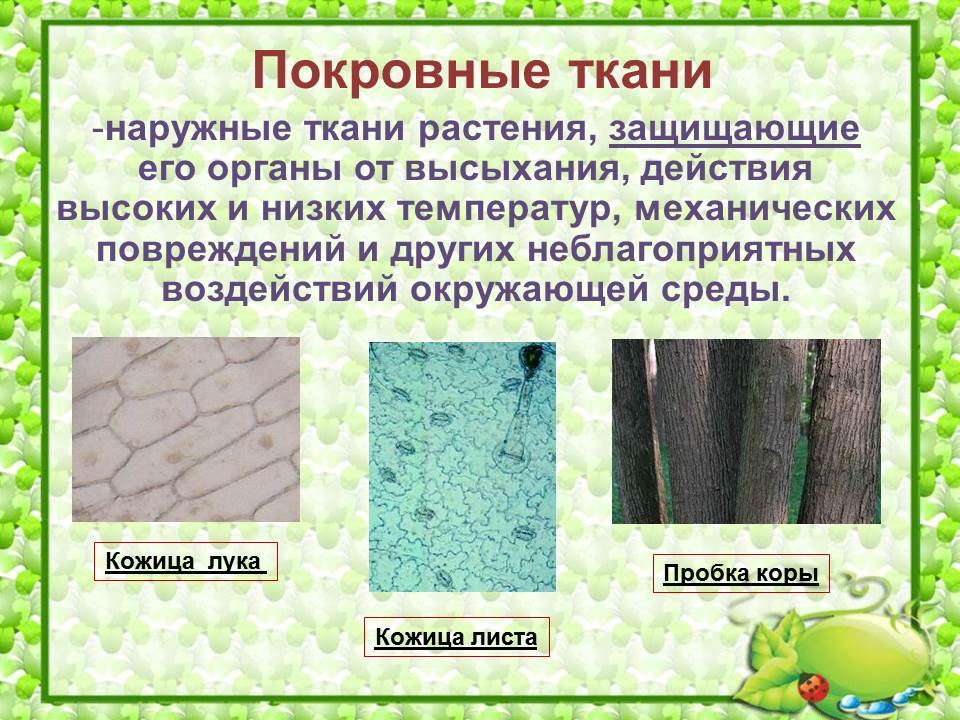 Покровные ткани
-наружные ткани растения, защищающие
его органы от высыхания, действия
высоких и низких температур, механических
повреждений и других неблагоприятных
воздействий окружающей среды.
Кожица лука
Кожица листа
Пробка коры